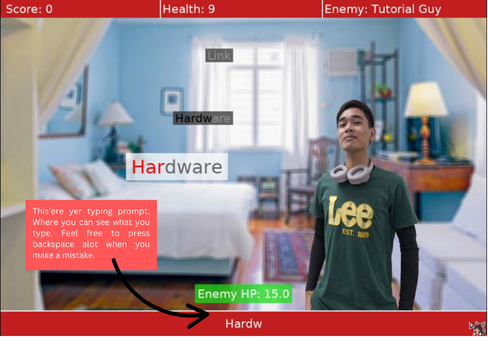 Score: 0
Health: 9
Enemy: Tutorial Guy
Link
Hardware
Hardware
This'ere yer typing prompt.
Where you can see what you
type. Feel free to press
backspace alot when you
make a mistake.
Lee
EST. 1889
Enemy HP: 15.0
Hardw